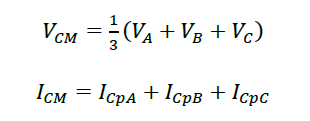 V_CM = 1/3 (V_A + V_B + V_C)
I_CM = I_CpA + I_CpB + I_CpC